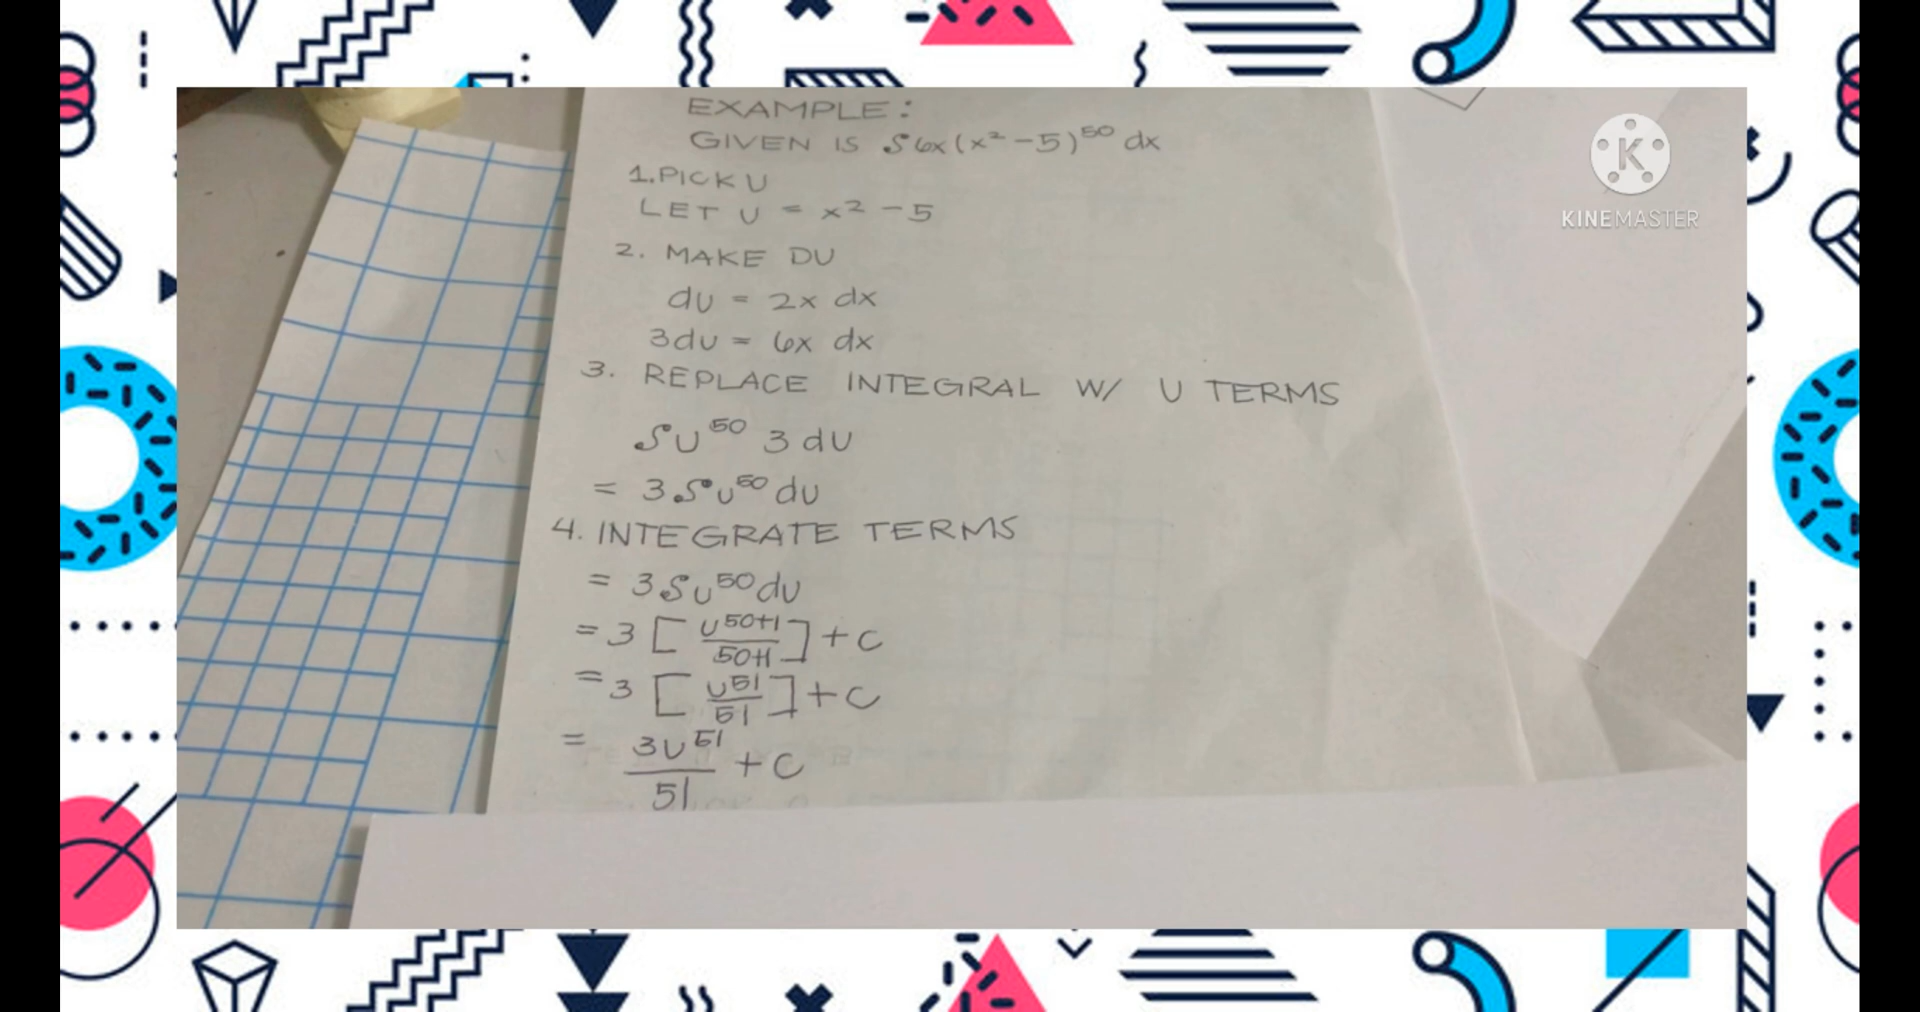 EXAMPLE:
GIVEN IS ∫6x(x²-5)⁵⁰ dx
1. PICK U
LET U = x² - 5
2. MAKE DU
du = 2x dx
3du = 6x dx
3. REPLACE INTEGRAL W/ U TERMS
∫U⁵⁰ 3 dU
= 3∫U⁵⁰ du
4. INTEGRATE TERMS
= 3∫U⁵⁰ du
= 3 [U⁵⁰⁺¹/50+1] + C
= 3 [U⁵¹/51] + C
= 3U⁵¹/51 + C
K
KINEMASTER